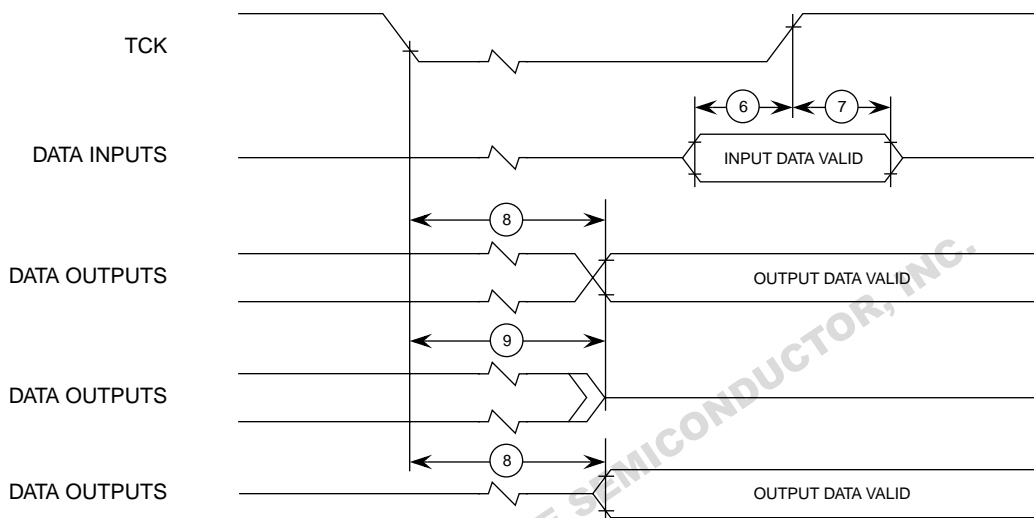 TCK
6
7
DATA INPUTS
INPUT DATA VALID
8
DATA OUTPUTS
OUTPUT DATA VALID
9
DATA OUTPUTS
8
DATA OUTPUTS
OUTPUT DATA VALID
SEMICONDUCTOR, INC.